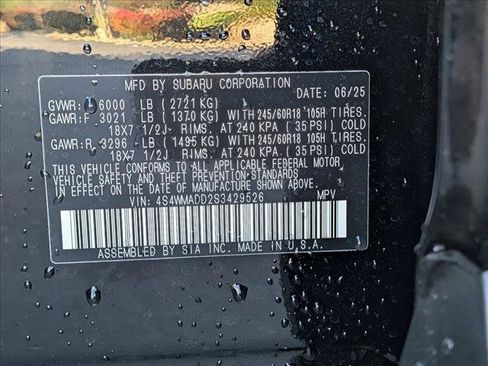 MFD BY SUBARU CORPORATION DATE: 06/25
GVWR: 6000 LB (2721 KG)
GAWR:F 3021 LB (1370 KG) WITH 245/60R18 105H TIRES.
18X7 1/2J RIMS. AT 240 KPA (35 PSI) COLD
GAWR:R 3296 LB (1495 KG) WITH 245/60R18 105H TIRES.
18X7 1/2J RIMS. AT 240 KPA (35 PSI) COLD
THIS VEHICLE CONFORMS TO ALL APPLICABLE FEDERAL MOTOR
VEHICLE SAFETY STANDARDS
IN EFFECT ON THE DATE OF MANUFACTURE SHOWN ABOVE.
VIN: 4S4WMADD2S3429526 MPV
ASSEMBLED BY SIA INC. MADE IN U.S.A.